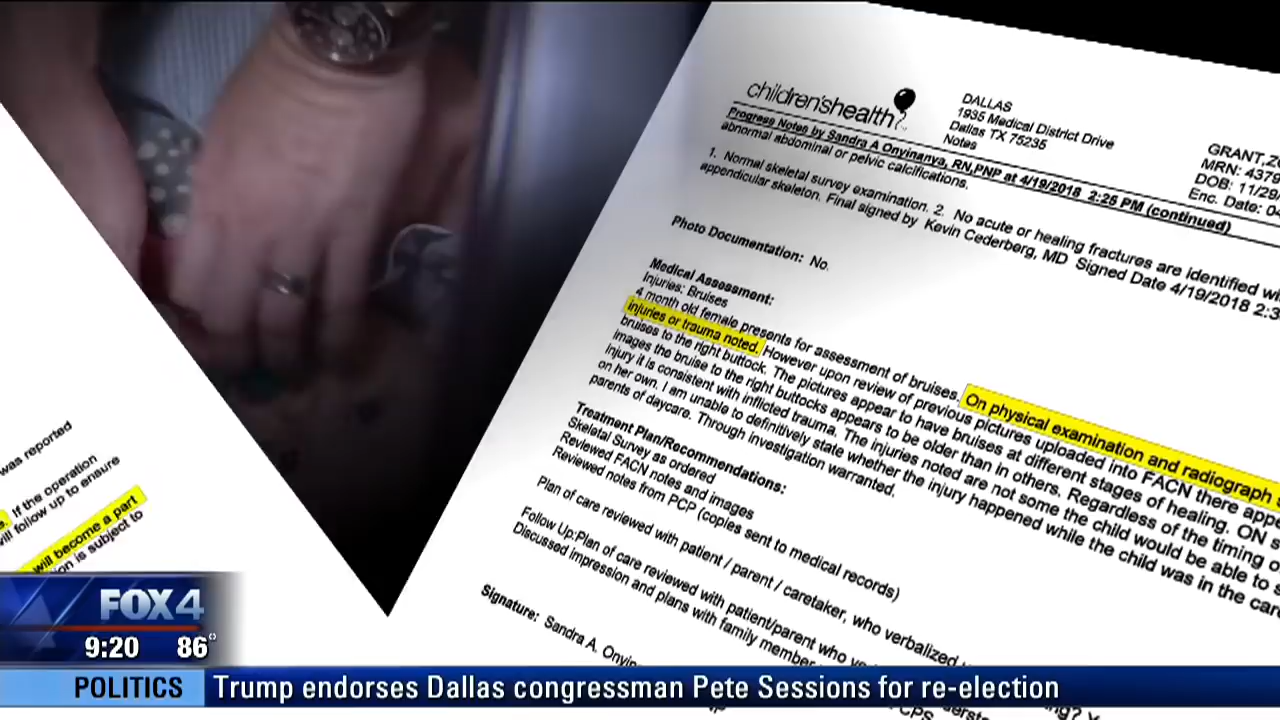 children'shealth
DALLAS
1935 Medical District Drive
Dallas TX 75235
Notes
GRANT,
MRN: 4379
DOB: 11/29/
Enc. Date:
Progress Notes by Sandra A Onyinanya, RN,PNP at 4/19/2018 2:25 PM (continued)
abnormal abdominal or pelvic calcifications.
1. Normal skeletal survey examination. 2. No acute or healing fractures are identified
appendicular skeleton. Final signed by Kevin Cederberg, MD Signed Date 4/19/2018
Photo Documentation: No.
Medical Assessment:
Injuries: Bruises
4 month old female presents for assessment of bruises. On physical examination and radiograph
injuries or trauma noted. However upon review of previous pictures uploaded into FACN there
bruises to the right buttock. The pictures appear to have bruises at different stages of healing. ON
images the bruise to the right buttocks appears to be older than in others. Regardless of the timing
injury it is consistent with inflicted trauma. The injuries noted are not some the child would be able to
on her own. I am unable to definitively state whether the injury happened while the child was in the
parents of daycare. Through Investigation warranted.
Treatment Plan/Recommendations:
Skeletal Survey as ordered
Reviewed FACN notes and images
Reviewed notes from PCP (copies sent to medical records)
Plan of care reviewed with patient / parent / caretaker, who verbalized
Follow Up:Plan of care reviewed with patient/parent who
Discussed impression and plans with family member
Signature: Sandra A.
CPS
was reported
If the operation
will follow up to ensure
will become a part
is subject to
FOX 4
9:20 86°
POLITICS Trump endorses Dallas congressman Pete Sessions for re-election